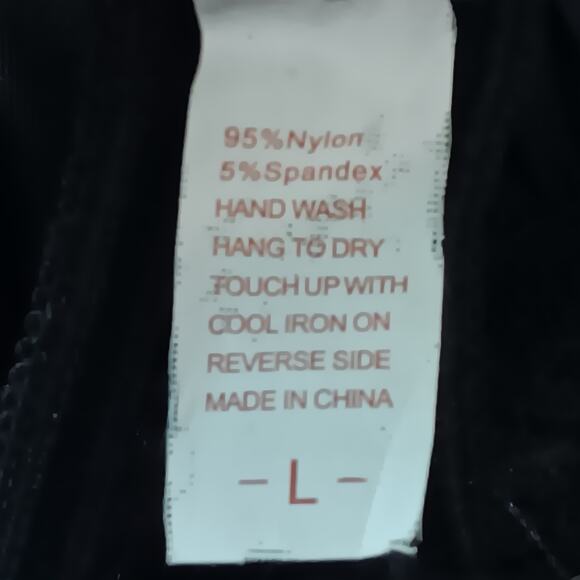 95%Nylon
5%Spandex
HAND WASH
HANG TO DRY
TOUCH UP WITH
COOL IRON ON
REVERSE SIDE
MADE IN CHINA
- L -